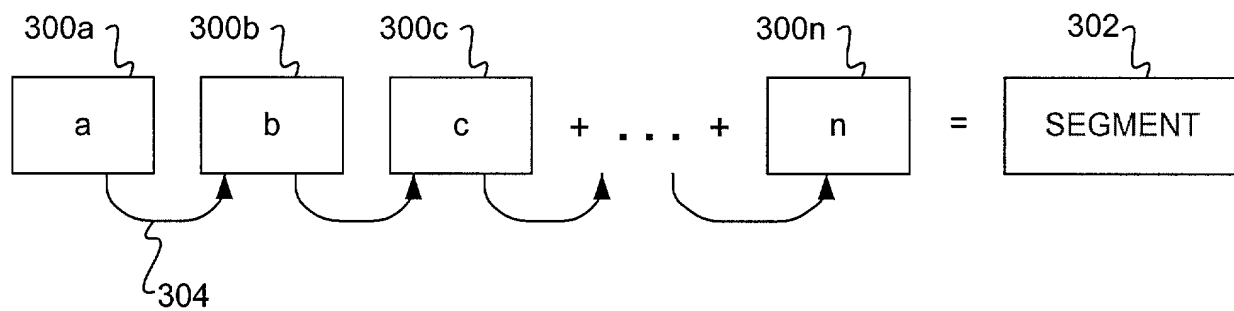 300a 300b 300c 300n 302
a b c + . . . + n = SEGMENT
304